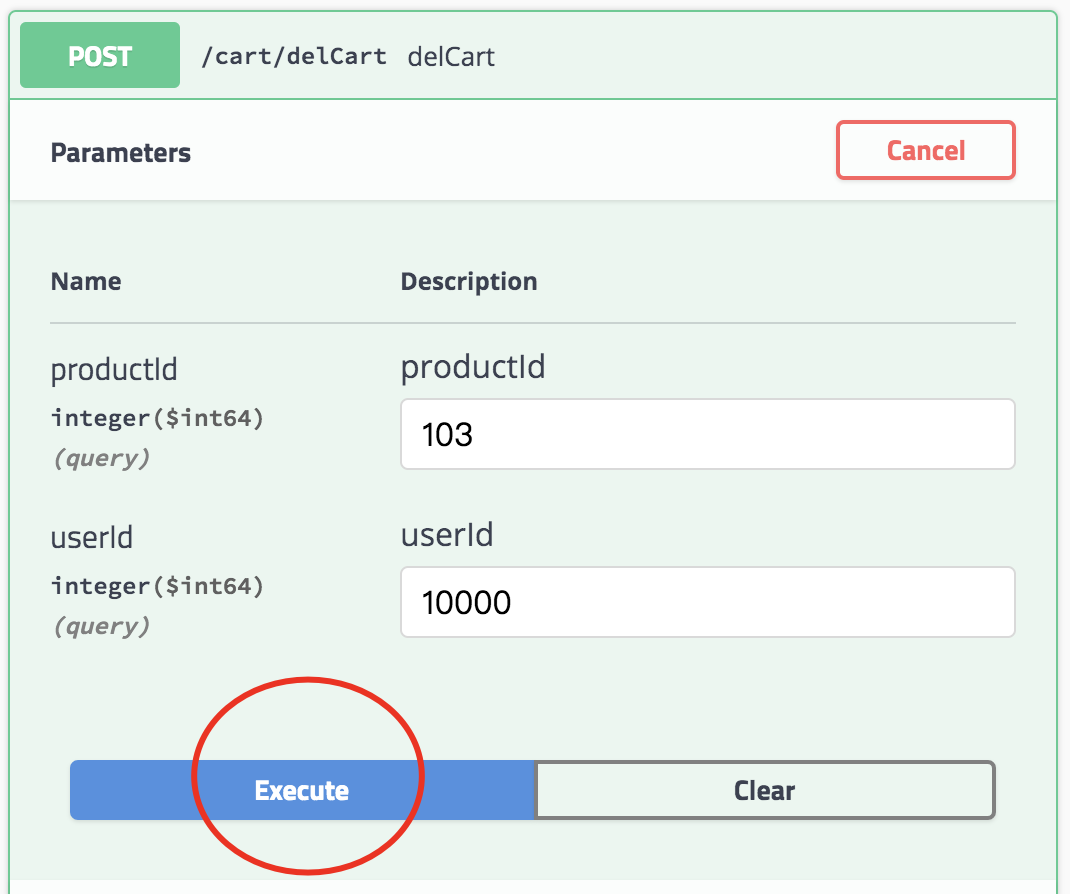 POST /cart/delCart delCart
Parameters Cancel
Name Description
productId productId
integer($int64) 103
(query)
userId userId
integer($int64) 10000
(query)
Execute Clear